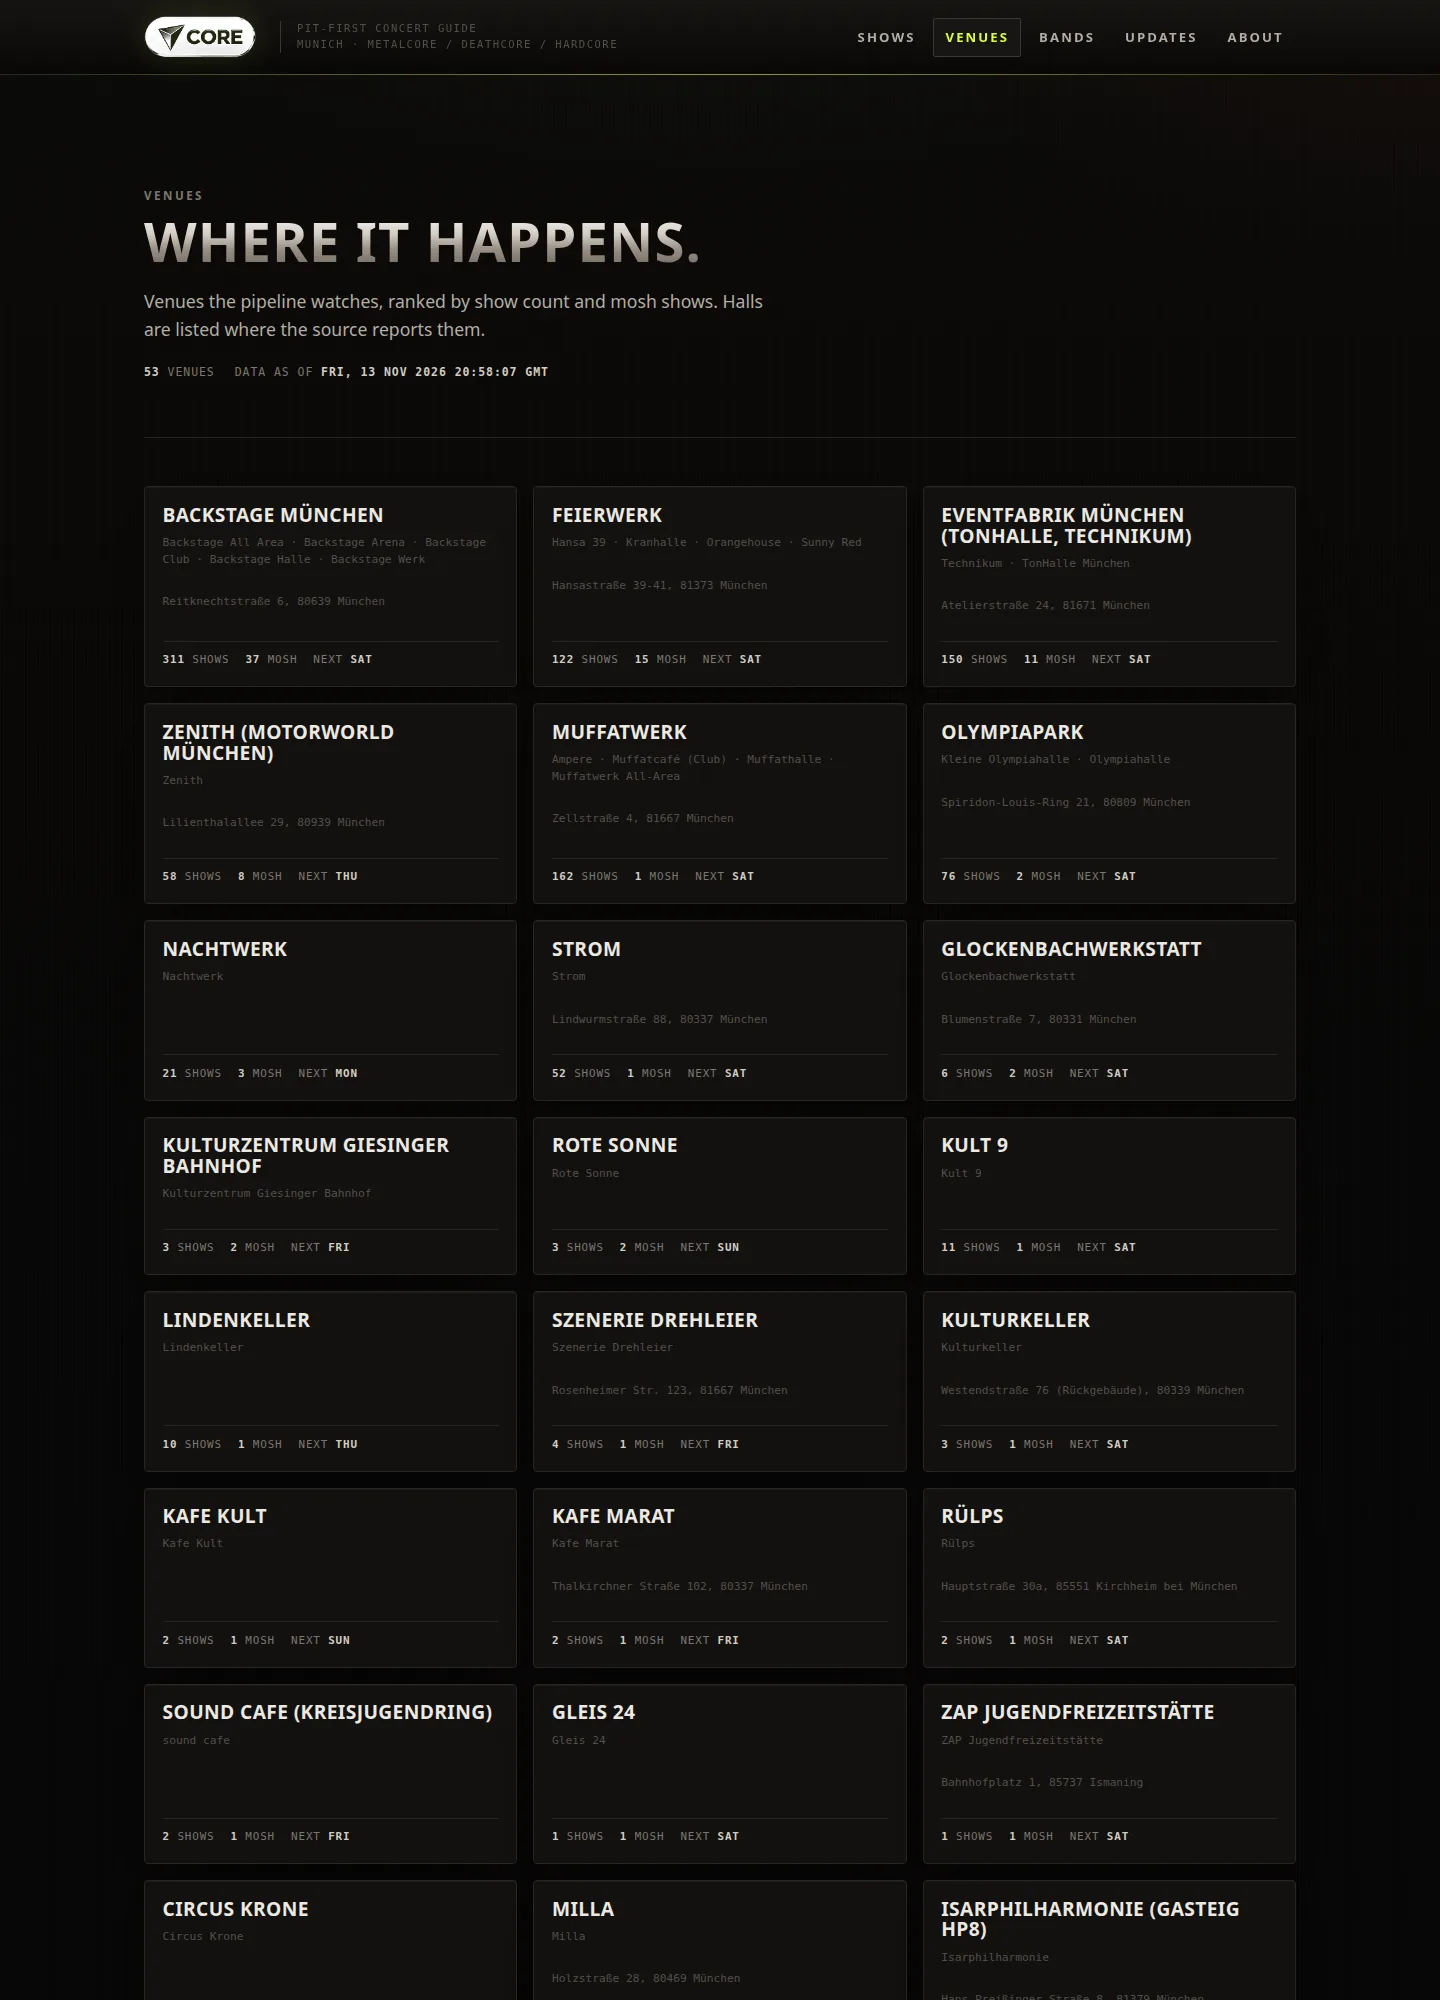 CORE
PIT-FIRST CONCERT GUIDE
MUNICH · METALCORE / DEATHCORE / HARDCORE
SHOWS
VENUES
BANDS
UPDATES
ABOUT
VENUES
WHERE IT HAPPENS.
Venues the pipeline watches, ranked by show count and mosh shows. Halls
are listed where the source reports them.
53 VENUES DATA AS OF FRI, 13 NOV 2026 20:58:07 GMT
BACKSTAGE MÜNCHEN
Backstage All Area · Backstage Arena · Backstage
Club · Backstage Halle · Backstage Werk
Reitknechtstraße 6, 80639 München
311 SHOWS 37 MOSH NEXT SAT
FEIERWERK
Hansa 39 · Kranhalle · Orangehouse · Sunny Red
Hansastraße 39-41, 81373 München
122 SHOWS 15 MOSH NEXT SAT
EVENTFABRIK MÜNCHEN
(TONHALLE, TECHNIKUM)
Technikum · TonHalle München
Atelierstraße 24, 81671 München
150 SHOWS 11 MOSH NEXT SAT
ZENITH (MOTORWORLD
MÜNCHEN)
Zenith
Lilienthalallee 29, 80939 München
58 SHOWS 8 MOSH NEXT THU
MUFFATWERK
Ampere · Muffatcafé (Club) · Muffathalle ·
Muffatwerk All-Area
Zellstraße 4, 81667 München
162 SHOWS 1 MOSH NEXT SAT
OLYMPIAPARK
Kleine Olympiahalle · Olympiahalle
Spiridon-Louis-Ring 21, 80809 München
76 SHOWS 2 MOSH NEXT SAT
NACHTWERK
Nachtwerk
21 SHOWS 3 MOSH NEXT MON
STROM
Strom
Lindwurmstraße 88, 80337 München
52 SHOWS 1 MOSH NEXT SAT
GLOCKENBACHWERKSTATT
Glockenbachwerkstatt
Blumenstraße 7, 80331 München
6 SHOWS 2 MOSH NEXT SAT
KULTURZENTRUM GIESINGER
BAHNHOF
Kulturzentrum Giesinger Bahnhof
3 SHOWS 2 MOSH NEXT FRI
ROTE SONNE
Rote Sonne
3 SHOWS 2 MOSH NEXT SUN
KULT 9
Kult 9
11 SHOWS 1 MOSH NEXT SAT
LINDENKELLER
Lindenkeller
10 SHOWS 1 MOSH NEXT THU
SZENERIE DREHLEIER
Szenerie Drehleier
Rosenheimer Str. 123, 81667 München
4 SHOWS 1 MOSH NEXT FRI
KULTURKELLER
Kulturkeller
Westendstraße 76 (Rückgebäude), 80339 München
3 SHOWS 1 MOSH NEXT SAT
KAFE KULT
Kafe Kult
2 SHOWS 1 MOSH NEXT SUN
KAFE MARAT
Kafe Marat
Thalkirchner Straße 102, 80337 München
2 SHOWS 1 MOSH NEXT FRI
RÜLPS
Rülps
Hauptstraße 30a, 85551 Kirchheim bei München
2 SHOWS 1 MOSH NEXT SAT
SOUND CAFE (KREISJUGENDRING)
sound cafe
2 SHOWS 1 MOSH NEXT FRI
GLEIS 24
Gleis 24
1 SHOWS 1 MOSH NEXT SAT
ZAP JUGENDFREIZEITSTÄTTE
ZAP Jugendfreizeitstätte
Bahnhofplatz 1, 85737 Ismaning
1 SHOWS 1 MOSH NEXT SAT
CIRCUS KRONE
Circus Krone
MILLA
Milla
Holzstraße 28, 80469 München
ISARPHILHARMONIE (GASTEIG
HP8)
Isarphilharmonie
Hans-Preißinger-Straße 8, 81379 München